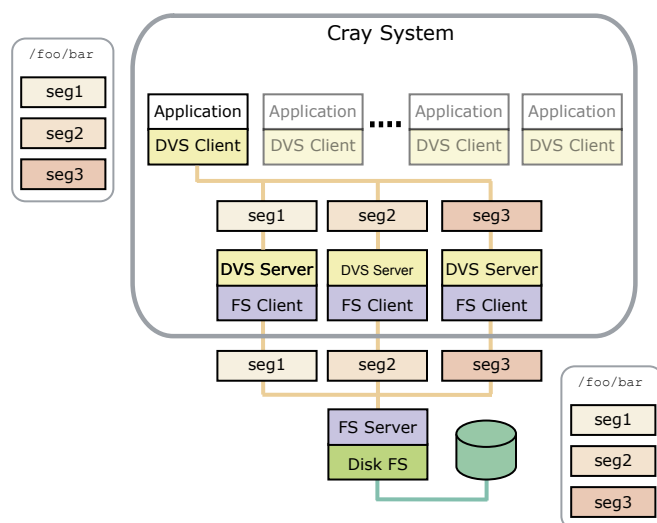 Cray System
/foo/bar
seg1
seg2
seg3
Application Application Application Application
DVS Client DVS Client DVS Client DVS Client
seg1 seg2 seg3
DVS Server DVS Server DVS Server
FS Client FS Client FS Client
seg1 seg2 seg3
/foo/bar
seg1
seg2
seg3
FS Server
Disk FS